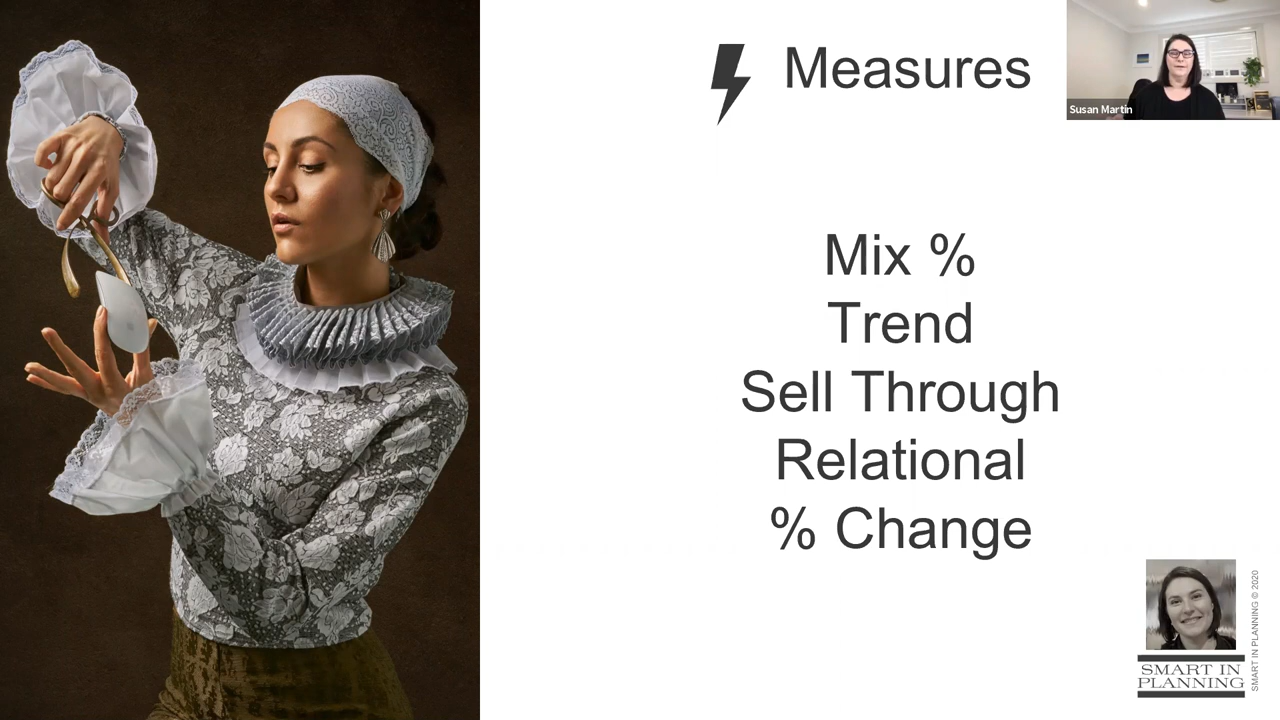 Measures
Susan Martin
Mix %
Trend
Sell Through
Relational
% Change
SMART IN
PLANNING
SMART IN PLANNING © 2020